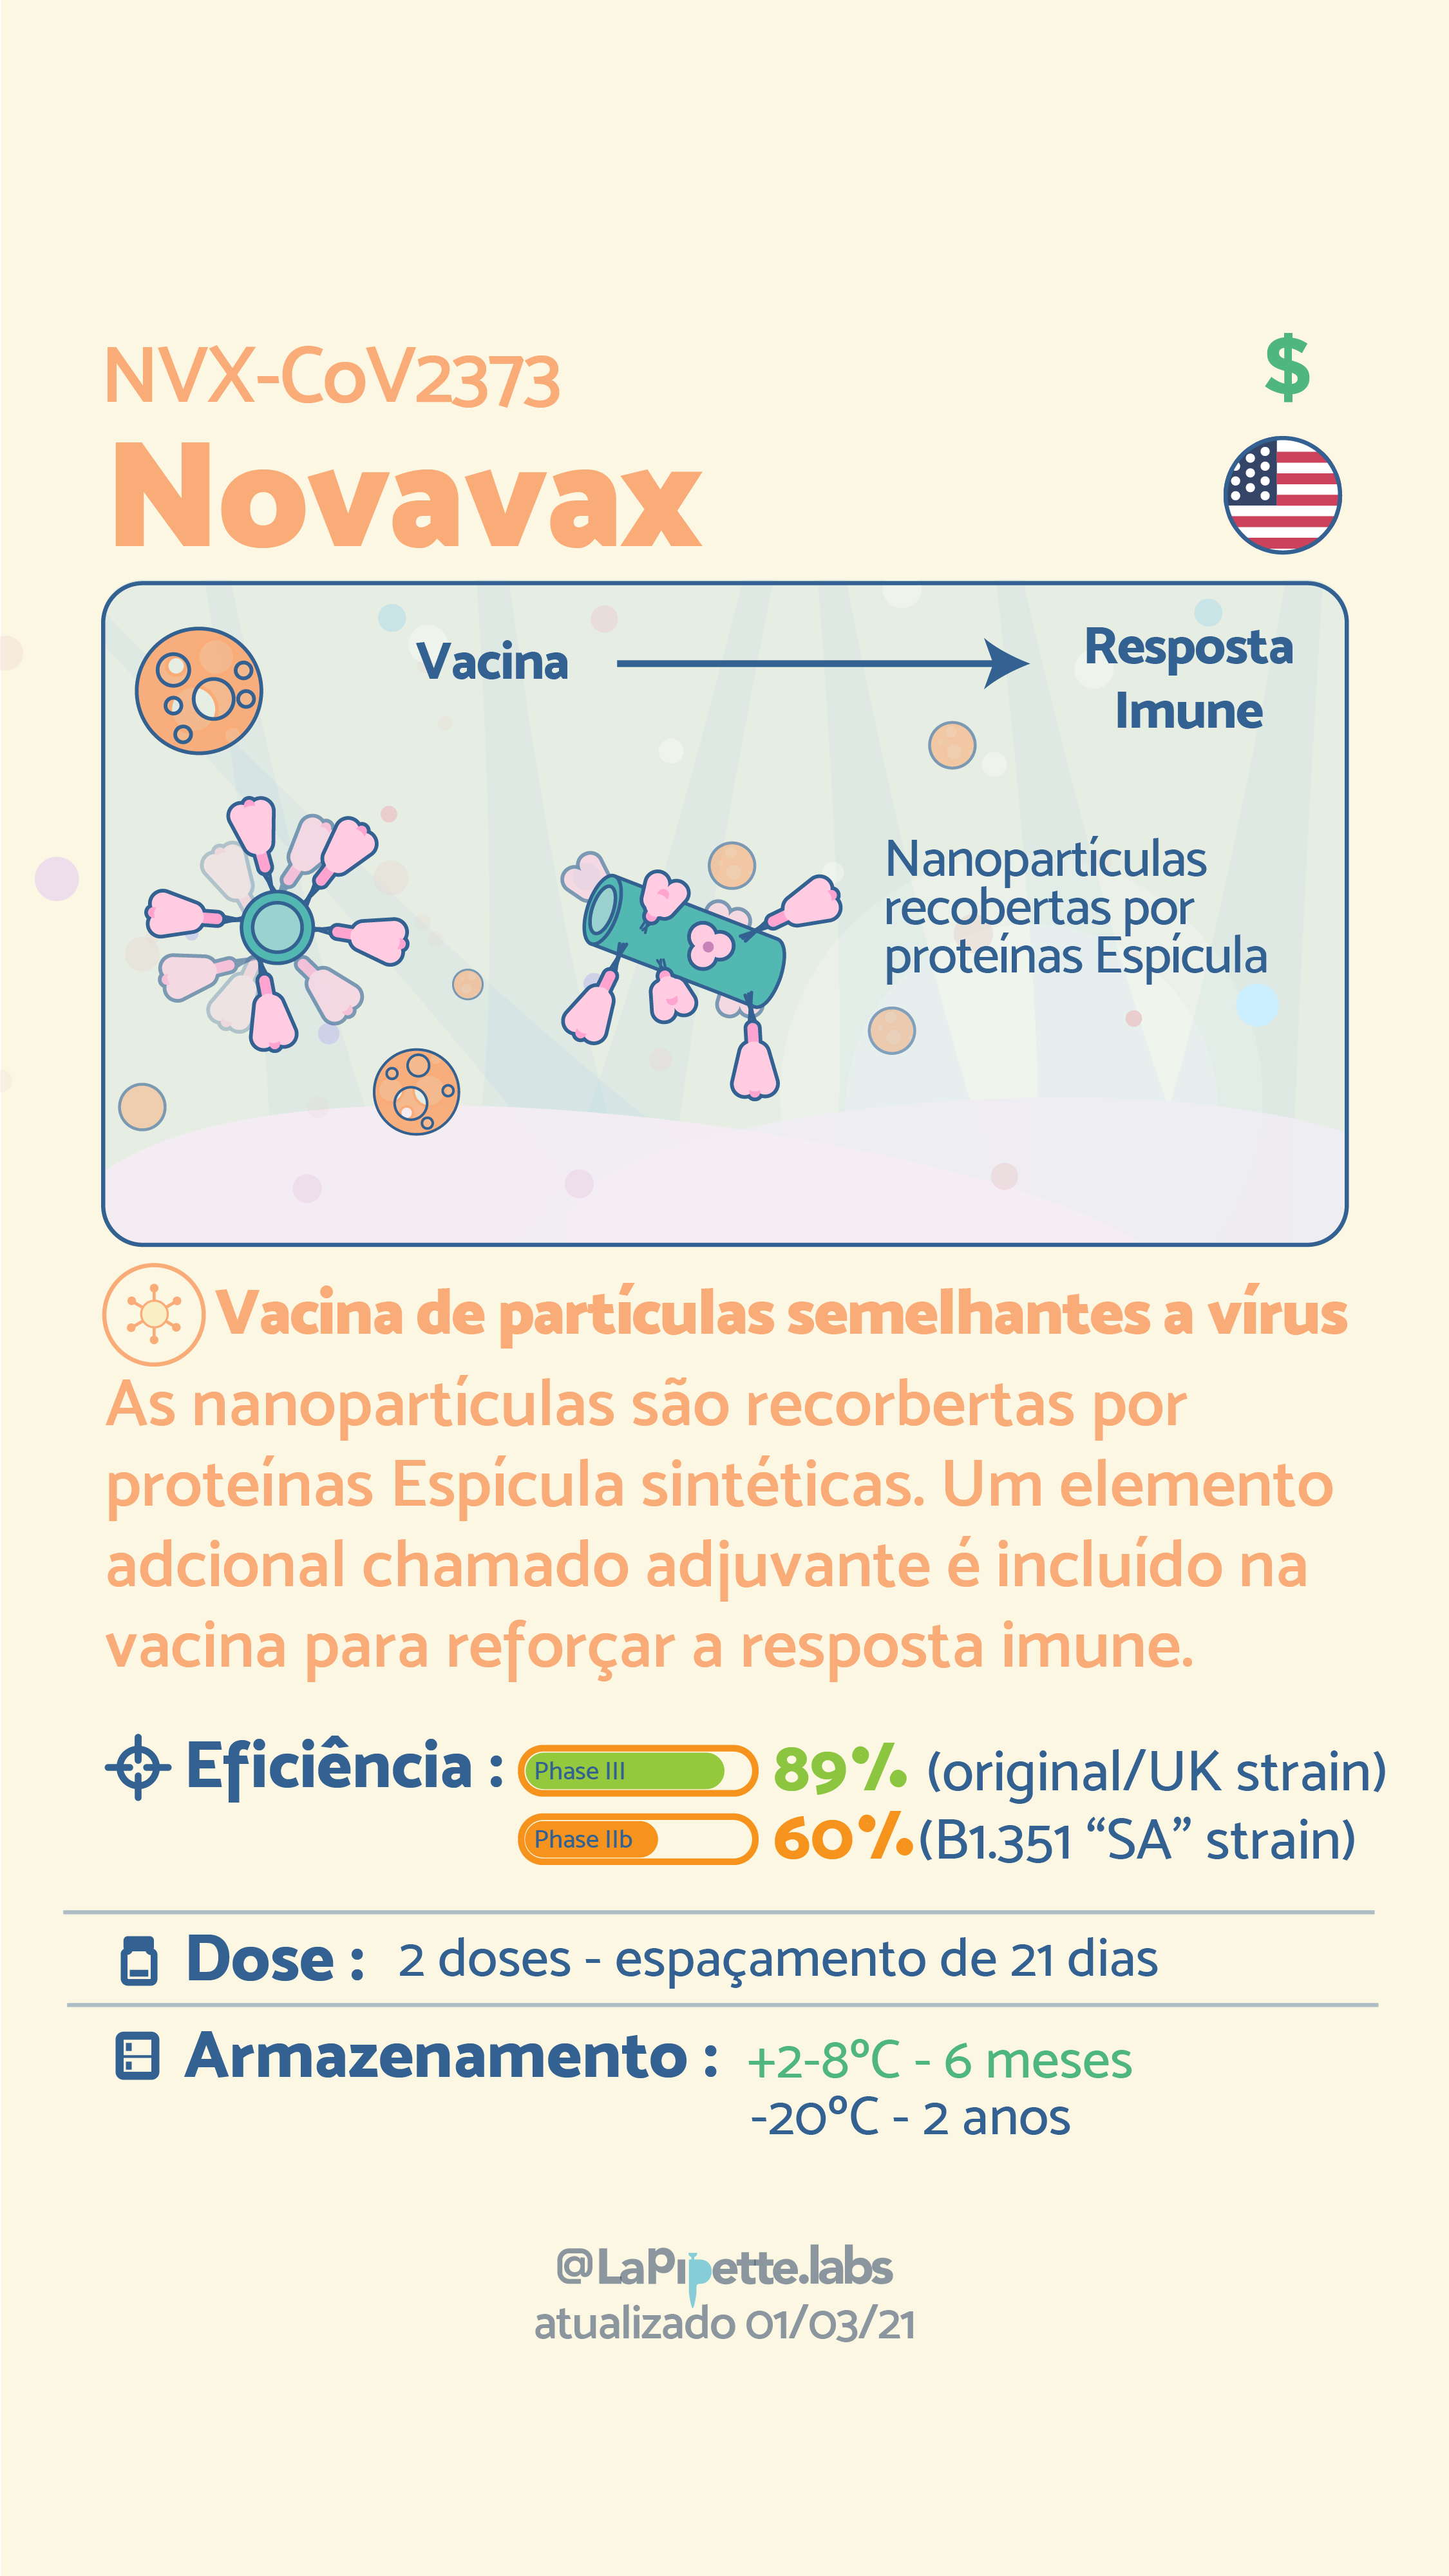 NVX-CoV2373
$
Novavax
Vacina
Resposta
Imune
Nanopartículas
recobertas por
proteínas Espícula
Vacina de partículas semelhantes a vírus
As nanopartículas são recorbertas por
proteínas Espícula sintéticas. Um elemento
adcional chamado adjuvante é incluído na
vacina para reforçar a resposta imune.
Eficiência : Phase III 89% (original/UK strain)
Phase IIb 60% (B1.351 “SA” strain)
Dose : 2 doses - espaçamento de 21 dias
Armazenamento : +2-8ºC - 6 meses
-20ºC - 2 anos
@LaPipette.labs
atualizado 01/03/21